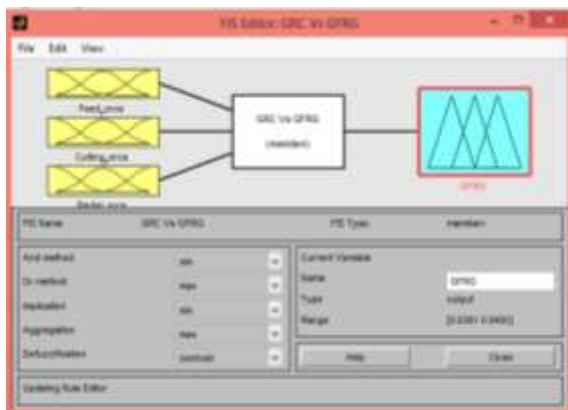 FIS Editor: GRC Vs GFRG
File Edit View
Feed_force
GRC Vs GFRG
(mamdani)
Cutting_force
GFRG
FIS Name: GRC Vs GFRG FIS Type: mamdani
And method min
Or method max
Implication min
Aggregation max
Defuzzification centroid
Current Variable
Name GFRG
Type output
Range
Help Close
Updating Rule Editor